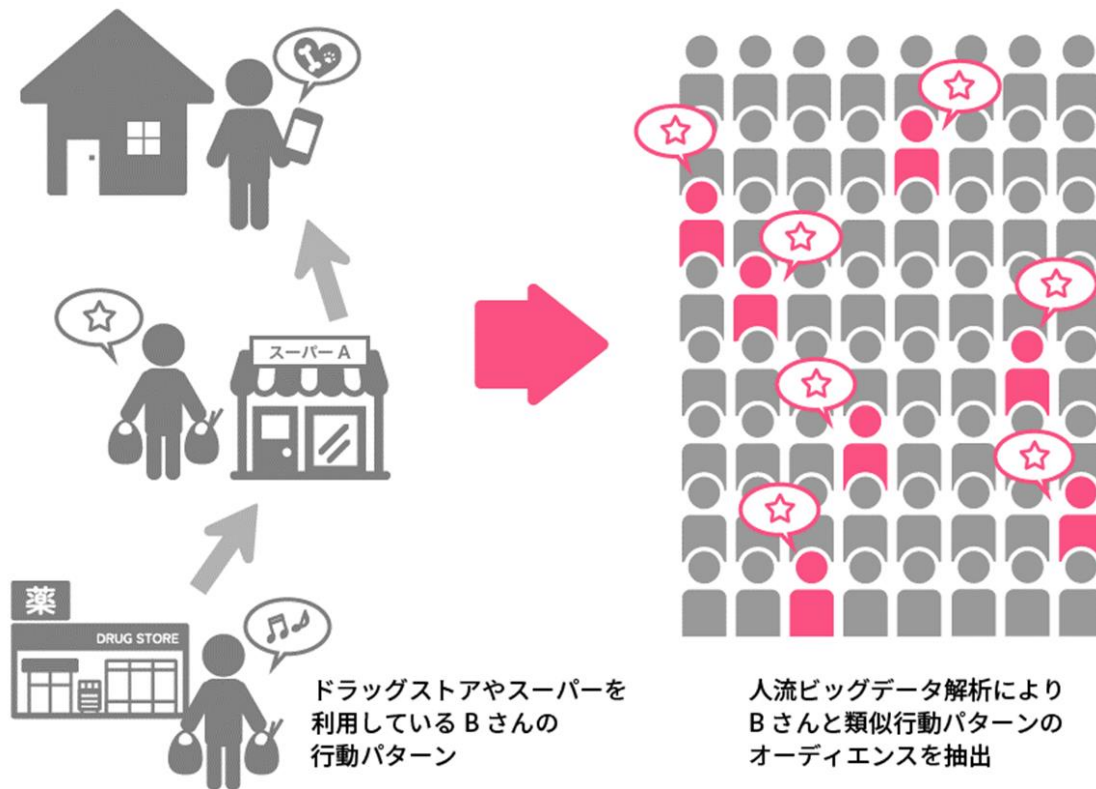 スーパー A
薬
DRUG STORE
ドラッグストアやスーパーを
利用している B さんの
行動パターン
人流ビッグデータ解析により
B さんと類似行動パターンの
オーディエンスを抽出